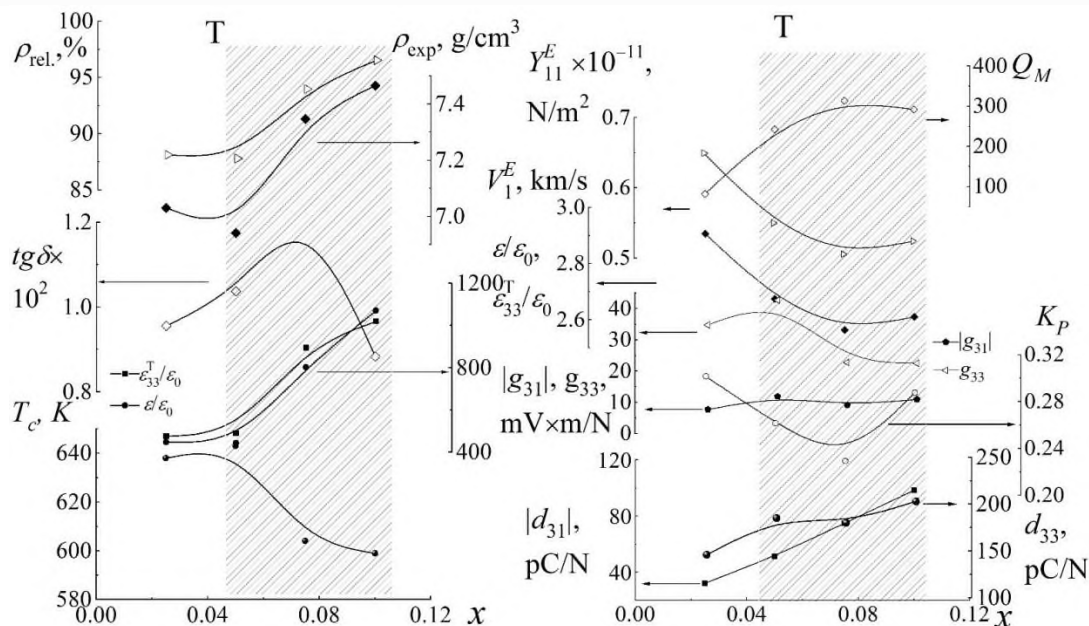 T
100
ρrel., %
95
90
85
ρexp, g/cm³
7.4
7.2
7.0
1.2
tgδ×
10²
1.0
0.8
ε/ε₀,
εᵀ₃₃/ε₀
1200
800
400
εᵀ₃₃/ε₀
ε/ε₀
T_c, K
640
620
600
580
0.00 0.04 0.08 0.12 x
T
Yᴱ₁₁ ×10⁻¹¹,
N/m²
0.7
0.6
0.5
Q_M
400
300
200
100
Vᴱ₁, km/s
3.0
2.8
2.6
|g₃₁|, g₃₃,
mV×m/N
40
30
20
10
0
|g₃₁|
g₃₃
K_P
0.32
0.28
0.24
0.20
|d₃₁|,
pC/N
120
80
40
250
200
150
100
d₃₃,
pC/N
0.00 0.04 0.08 0.12 x